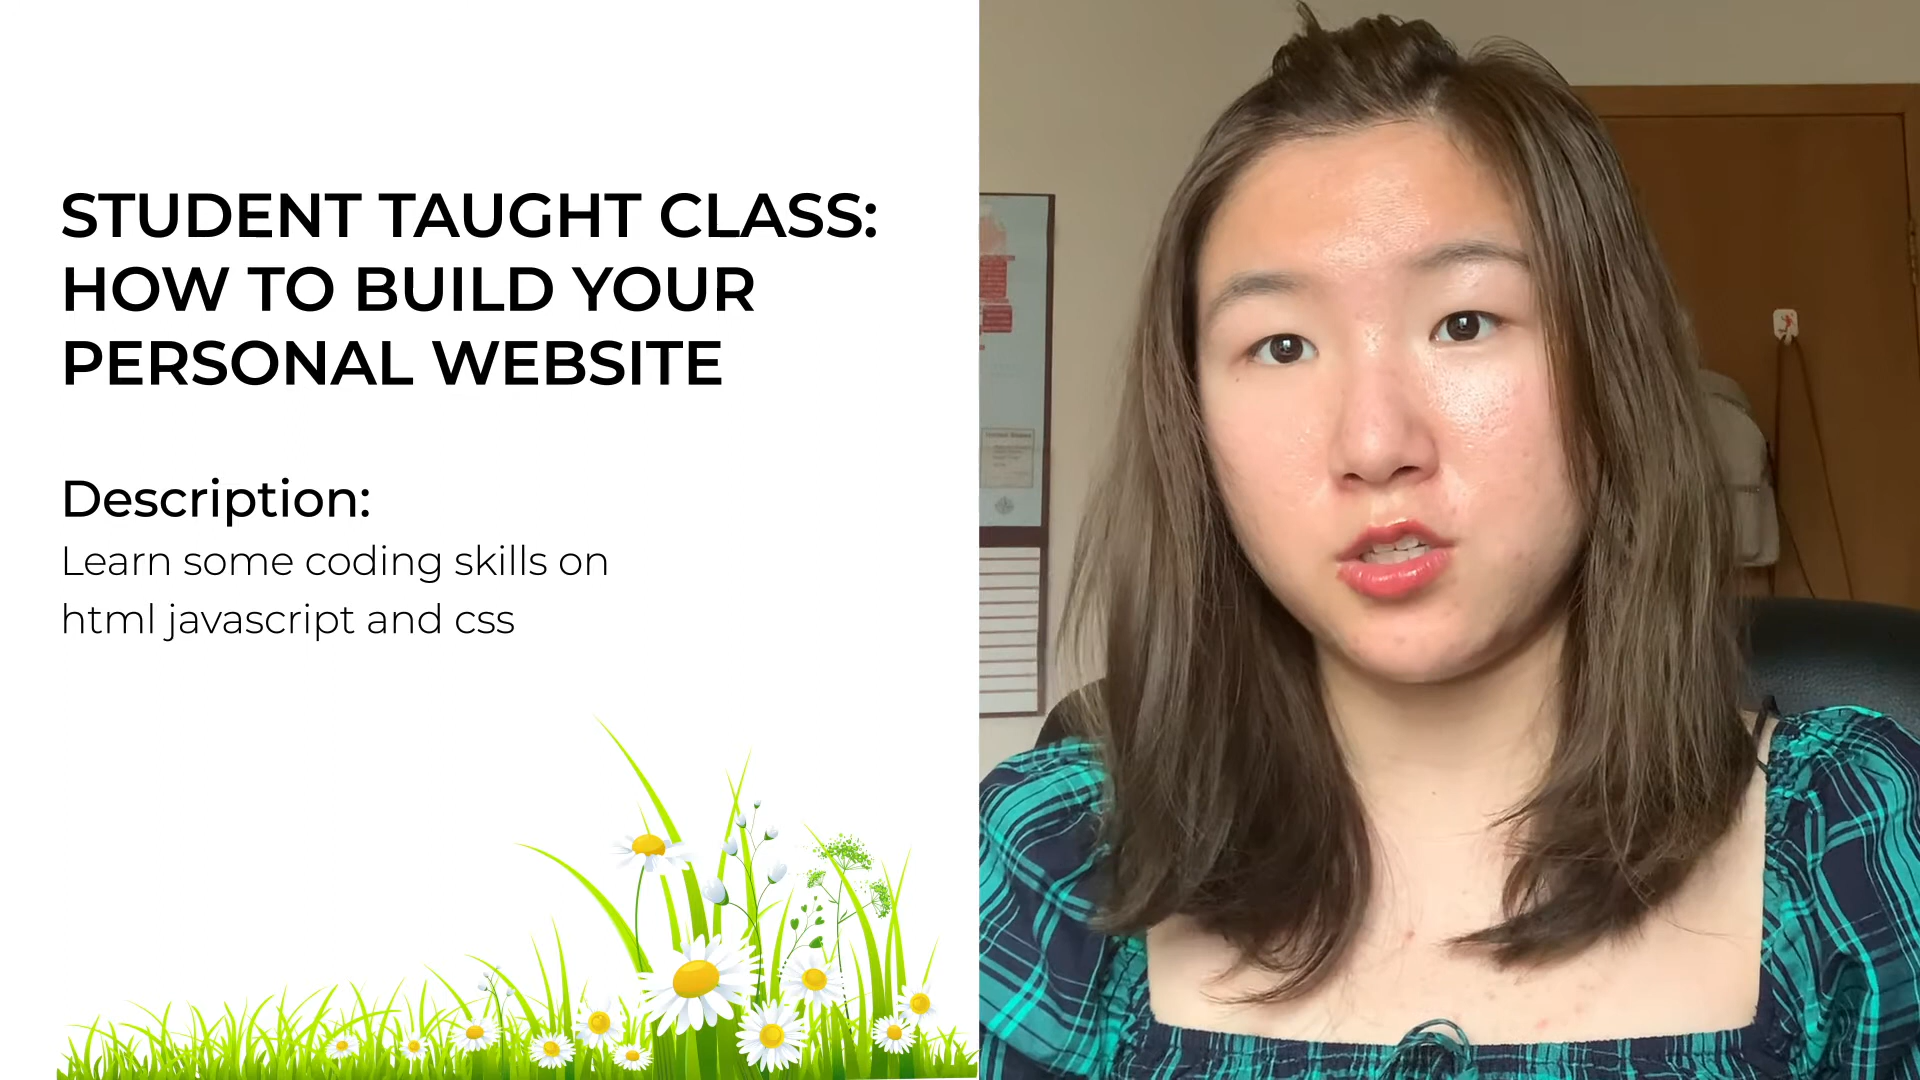 STUDENT TAUGHT CLASS:
HOW TO BUILD YOUR
PERSONAL WEBSITE
Description:
Learn some coding skills on
html javascript and css